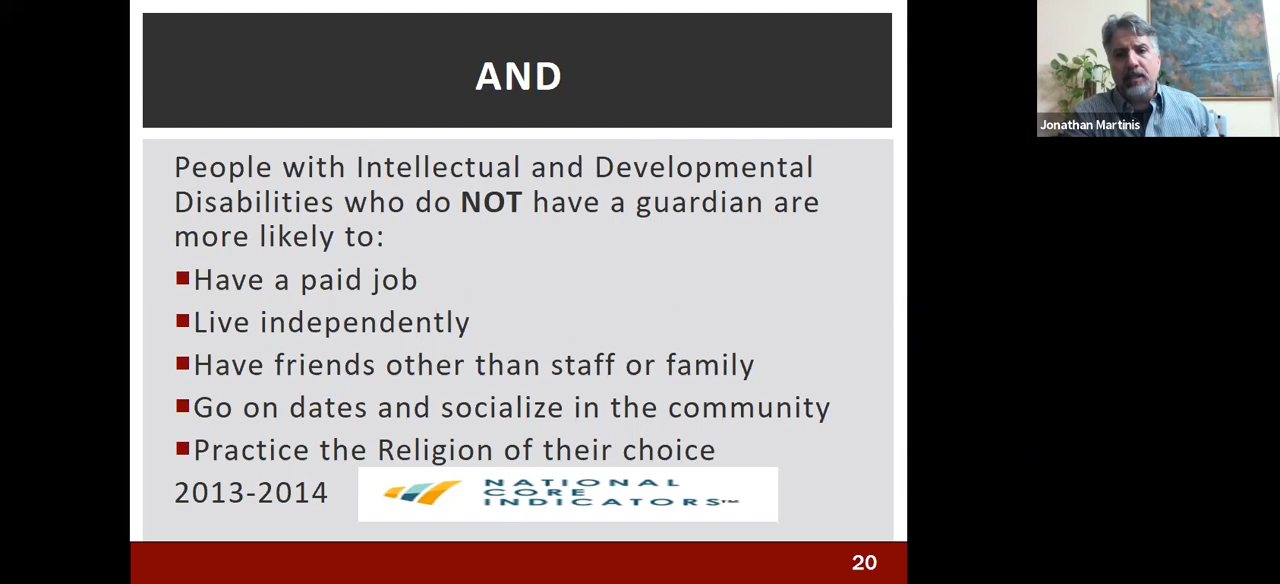 AND
People with Intellectual and Developmental
Disabilities who do NOT have a guardian are
more likely to:
Have a paid job
Live independently
Have friends other than staff or family
Go on dates and socialize in the community
Practice the Religion of their choice
2013-2014
NATIONAL
CORE
INDICATORS™
20
Jonathan Martinis